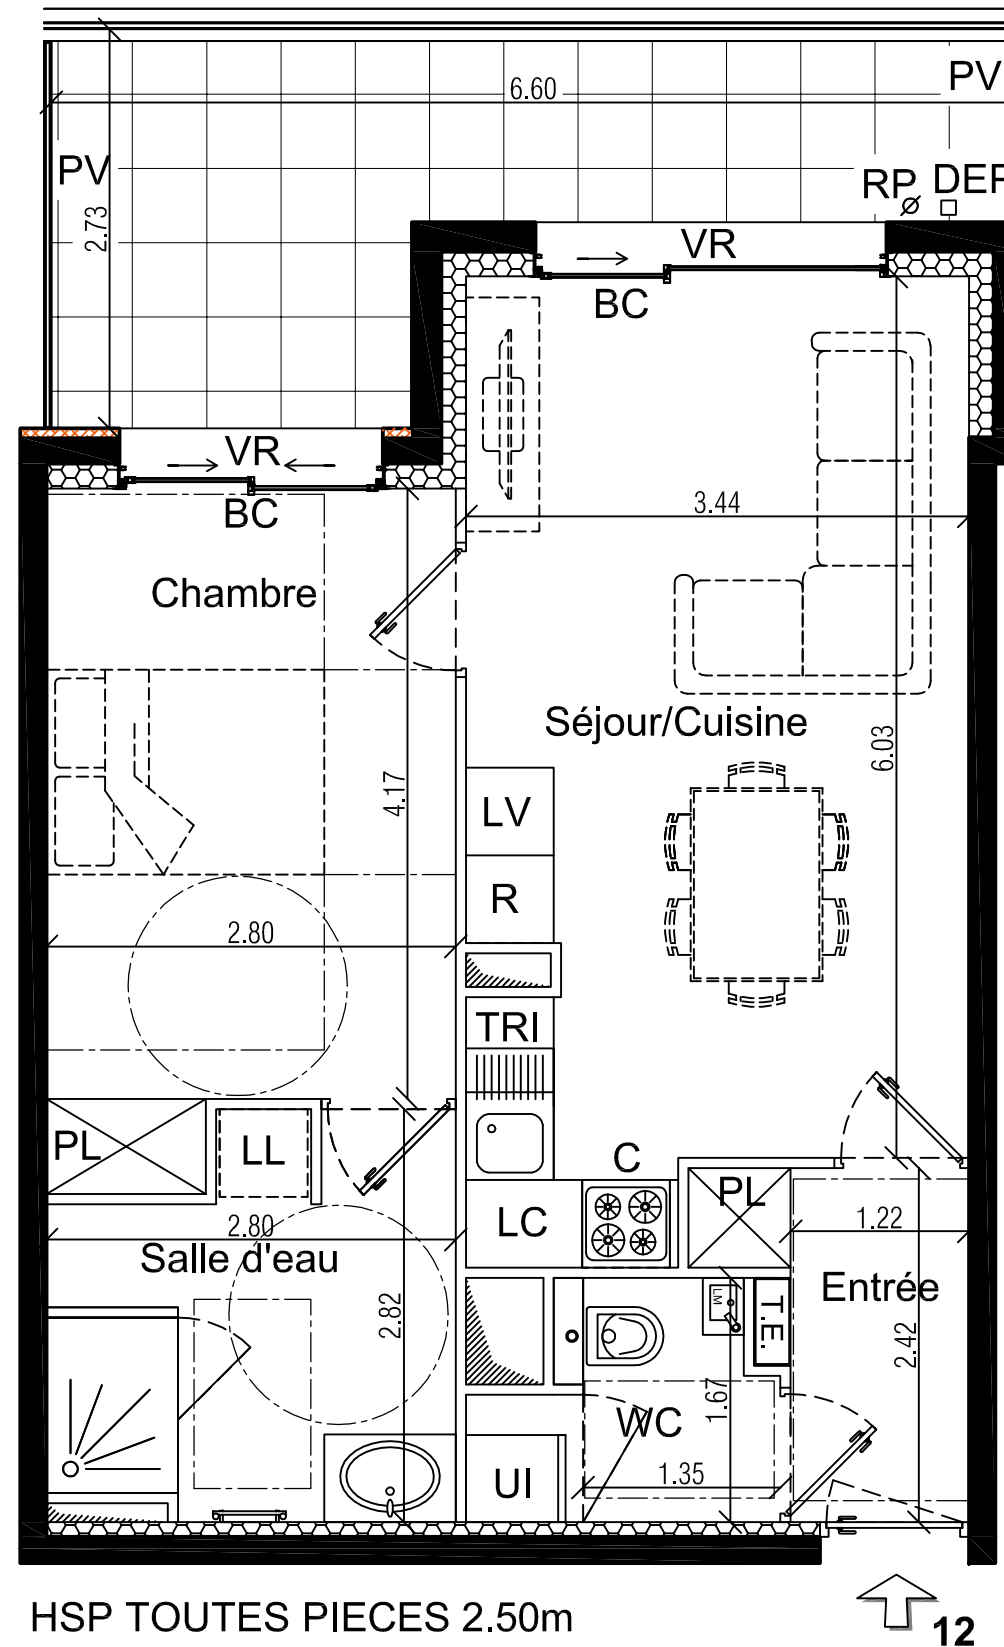 PV
6.60
PV
RP
2.73
VR
BC
VR
BC
3.44
Chambre
Séjour/Cuisine
6.03
4.17
LV
R
2.80
TRI
PL
LL
C
LC
PL
2.80
1.22
Salle d'eau
Entrée
LM
T.E.
2.82
2.42
1.67
WC
1.35
UI
HSP TOUTES PIECES 2.50m
12